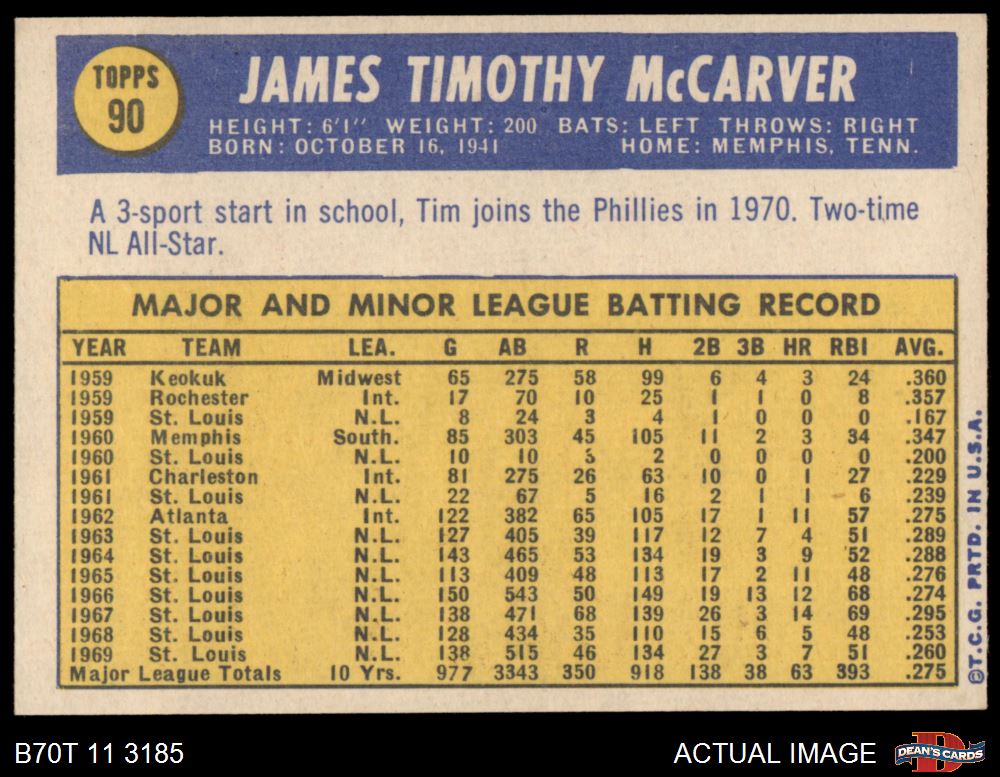 TOPPS
90
JAMES TIMOTHY McCARVER
HEIGHT: 6'1" WEIGHT: 200 BATS: LEFT THROWS: RIGHT
BORN: OCTOBER 16, 1941 HOME: MEMPHIS, TENN.
A 3-sport start in school, Tim joins the Phillies in 1970. Two-time
NL All-Star.
MAJOR AND MINOR LEAGUE BATTING RECORD
YEAR TEAM LEA. G AB R H 2B 3B HR RBI AVG.
1959 Keokuk Midwest 65 275 58 99 6 4 3 24 .360
1959 Rochester Int. 17 70 10 25 1 1 0 8 .357
1959 St. Louis N.L. 8 24 3 4 1 0 0 0 .167
1960 Memphis South. 85 303 45 105 11 2 3 34 .347
1960 St. Louis N.L. 10 10 3 2 0 0 0 0 .200
1961 Charleston Int. 81 275 26 63 10 0 1 27 .229
1961 St. Louis N.L. 22 67 5 16 2 1 1 6 .239
1962 Atlanta Int. 122 382 65 105 17 1 11 57 .275
1963 St. Louis N.L. 127 405 39 117 12 7 4 51 .289
1964 St. Louis N.L. 143 465 53 134 19 3 9 52 .288
1965 St. Louis N.L. 113 409 48 113 17 2 11 48 .276
1966 St. Louis N.L. 150 543 50 149 19 13 12 68 .274
1967 St. Louis N.L. 138 471 68 139 26 3 14 69 .295
1968 St. Louis N.L. 128 434 35 110 15 6 5 48 .253
1969 St. Louis N.L. 138 515 46 134 27 3 7 51 .260
Major League Totals 10 Yrs. 977 3343 350 918 138 38 63 393 .275
©T.C.G. PRTD. IN U.S.A.
B70T 11 3185
ACTUAL IMAGE
D
DEAN'S CARDS